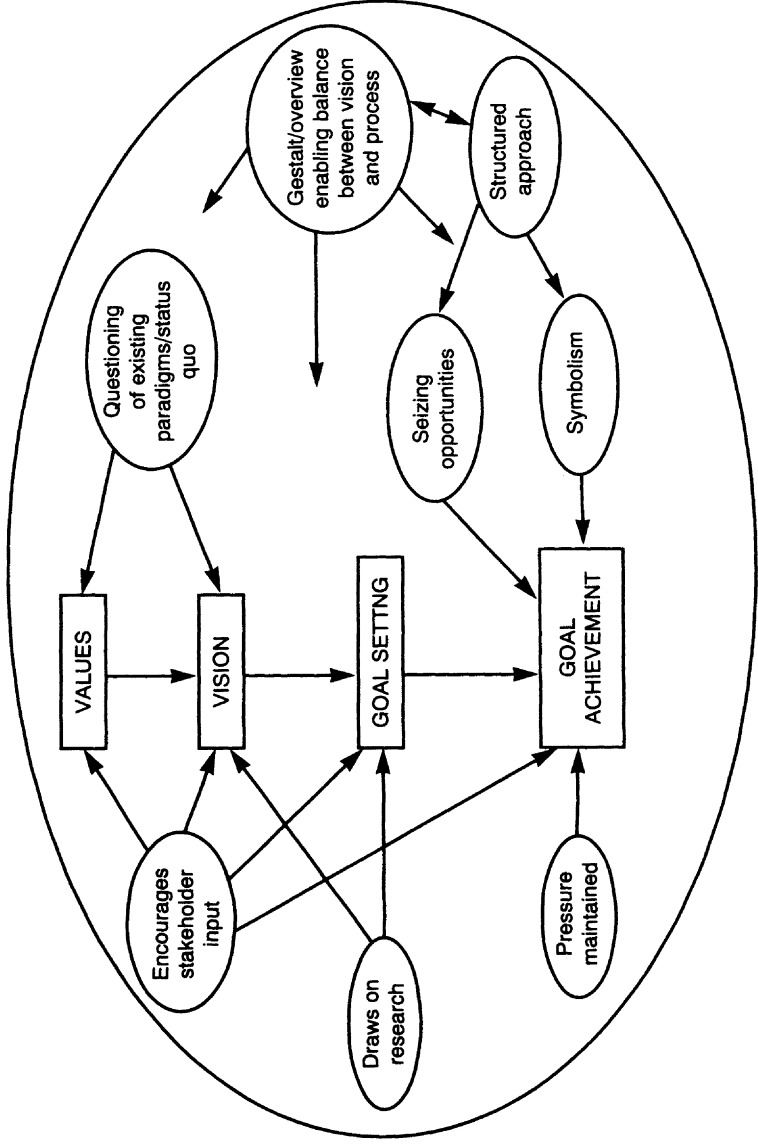 VALUES
Encourages
stakeholder
input
Questioning
of existing
paradigms/status
quo
VISION
Gestalt/overview
enabling balance
between vision
and process
Draws on
research
GOAL SETTNG
Seizing
opportunities
Structured
approach
Pressure
maintained
GOAL
ACHIEVEMENT
Symbolism